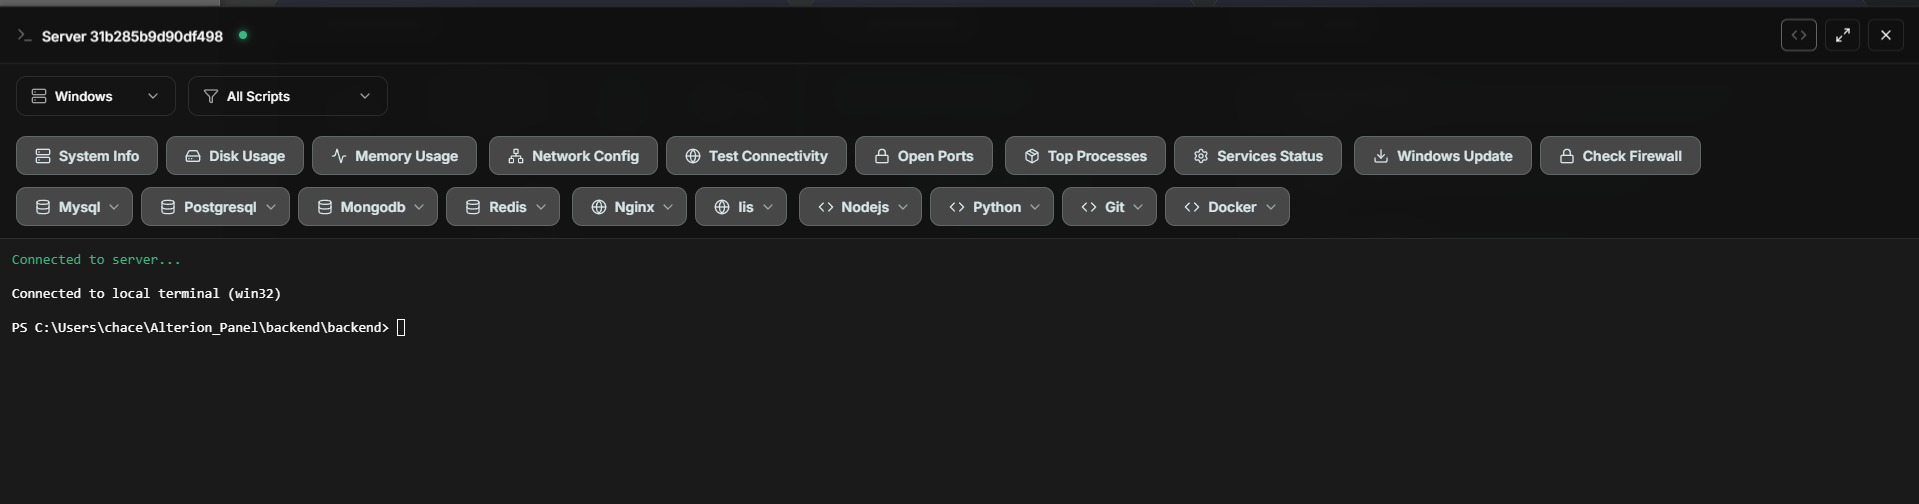 Server 31b285b9d90df498
Windows All Scripts
System Info Disk Usage Memory Usage Network Config Test Connectivity Open Ports Top Processes Services Status Windows Update Check Firewall
Mysql Postgresql Mongodb Redis Nginx Iis Nodejs Python Git Docker
Connected to server...
Connected to local terminal (win32)
PS C:\Users\chace\Alterion_Panel\backend\backend>